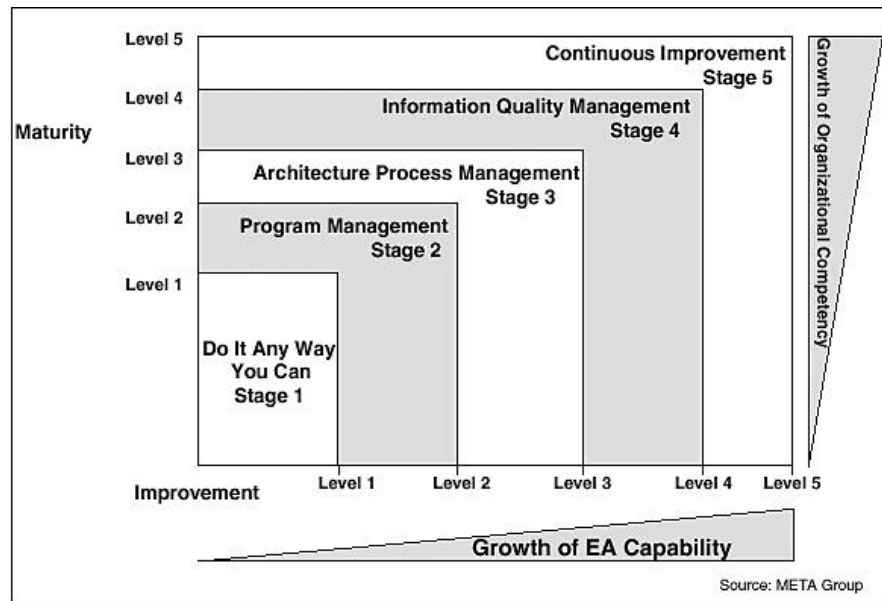 Level 5
Continuous Improvement
Stage 5
Level 4
Information Quality Management
Stage 4
Maturity
Level 3
Architecture Process Management
Stage 3
Level 2
Program Management
Stage 2
Level 1
Do It Any Way
You Can
Stage 1
Growth of Organizational Competency
Level 1
Level 2
Level 3
Level 4
Level 5
Improvement
Growth of EA Capability
Source: META Group